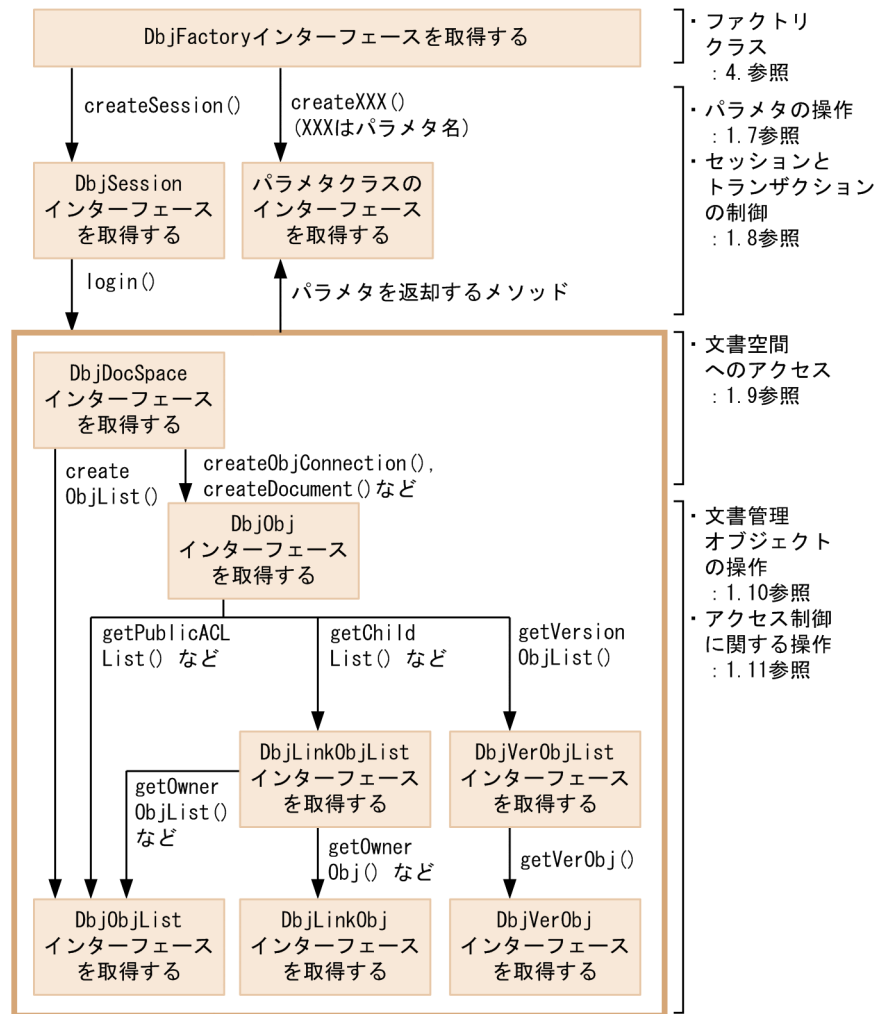 DbjFactoryインターフェースを取得する
・ファクトリ
クラス
：4.参照
createSession()
createXXX()
(XXXはパラメタ名)
・パラメタの操作
：1.7参照
・セッションと
トランザクション
の制御
：1.8参照
DbjSession
インターフェース
を取得する
パラメタクラスの
インターフェース
を取得する
login()
パラメタを返却するメソッド
・文書空間
へのアクセス
：1.9参照
DbjDocSpace
インターフェース
を取得する
create
ObjList()
createObjConnection(),
createDocument()など
DbjObj
インターフェース
を取得する
・文書管理
オブジェクト
の操作
：1.10参照
・アクセス制御
に関する操作
：1.11参照
getPublicACL
List() など
getChild
List() など
getVersion
ObjList()
DbjLinkObjList
インターフェース
を取得する
DbjVerObjList
インターフェース
を取得する
getOwner
ObjList()
など
getOwner
Obj() など
getVerObj()
DbjObjList
インターフェース
を取得する
DbjLinkObj
インターフェース
を取得する
DbjVerObj
インターフェース
を取得する